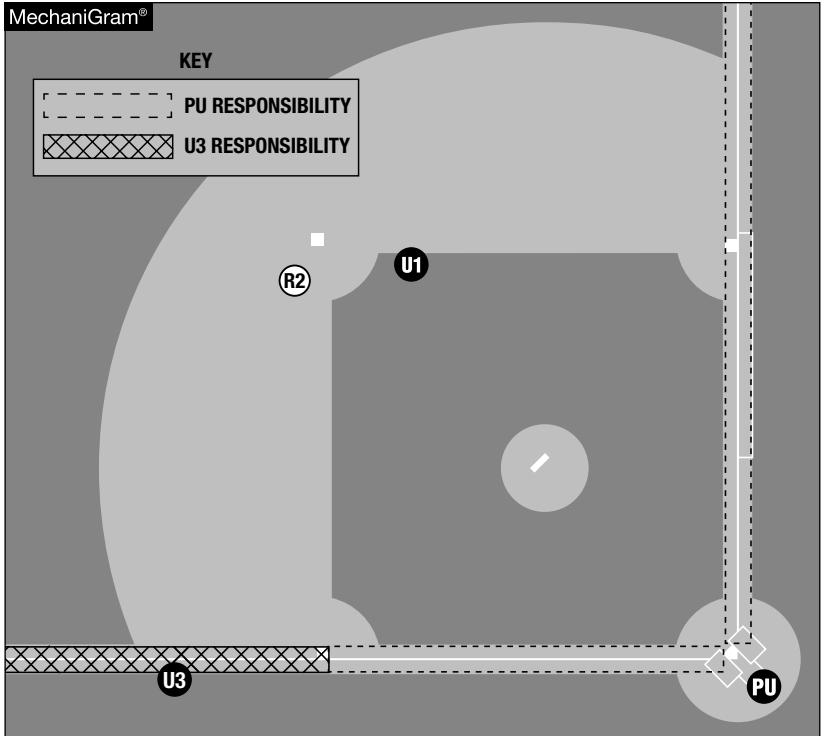 MechaniGram®
KEY
PU RESPONSIBILITY
U3 RESPONSIBILITY
U1
R2
U3
PU